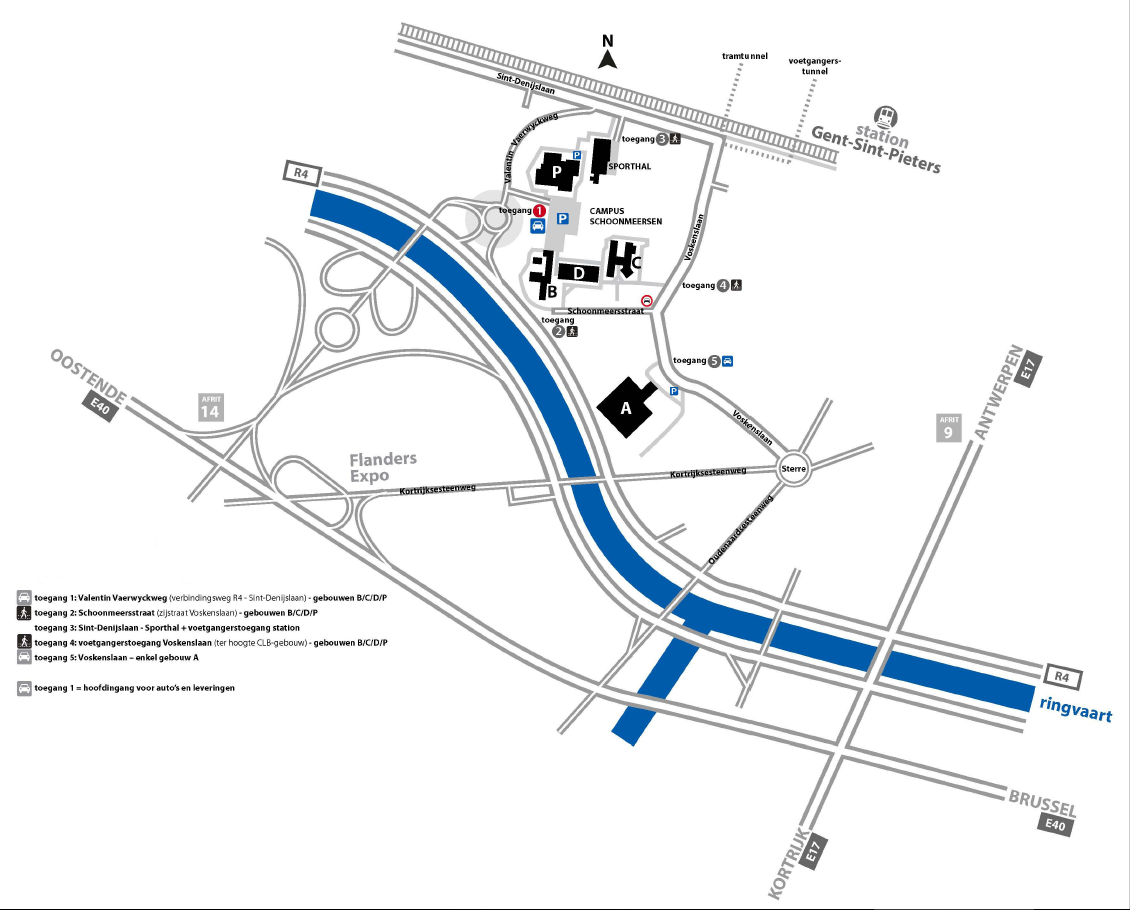 N
tramtunnel
voetgangers-
tunnel
Sint-Denijslaan
station
Gent-Sint-Pieters
Valentin Vaerwyckweg
toegang 3
P
P
SPORTHAL
R4
toegang 1
P
CAMPUS
SCHOONMEERSEN
Voskenslaan
C
D
B
toegang 4
Schoonmeersstraat
toegang
2
toegang 5
OOSTENDE
E40
AFRIT
14
A
P
Voskenslaan
ANTWERPEN
E17
AFRIT
9
Flanders
Expo
Kortrijksesteenweg
Kortrijksesteenweg
Sterre
Oudenaardsesteenweg
toegang 1: Valentin Vaerwyckweg (verbindingsweg R4 - Sint-Denijslaan) - gebouwen B/C/D/P
toegang 2: Schoonmeersstraat (zijstraat Voskenslaan) - gebouwen B/C/D/P
toegang 3: Sint-Denijslaan - Sporthal + voetgangerstoegang station
toegang 4: voetgangerstoegang Voskenslaan (ter hoogte CLB-gebouw) - gebouwen B/C/D/P
toegang 5: Voskenslaan – enkel gebouw A
toegang 1 = hoofdingang voor auto's en leveringen
R4
ringvaart
BRUSSEL
E40
KORTRIJK
E17